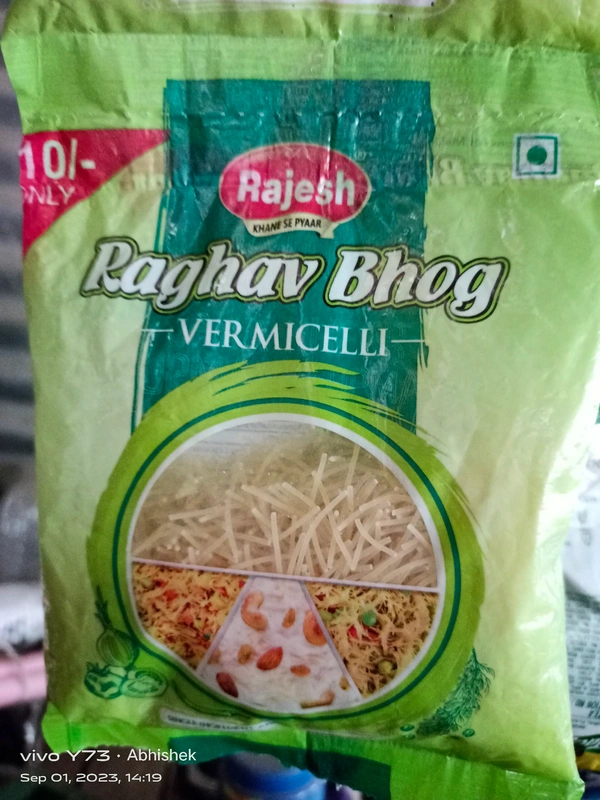 10/-
ONLY
Rajesh
KHANE SE PYAAR
Raghav Bhog
VERMICELLI
vivo Y73 · Abhishek
Sep 01, 2023, 14:19